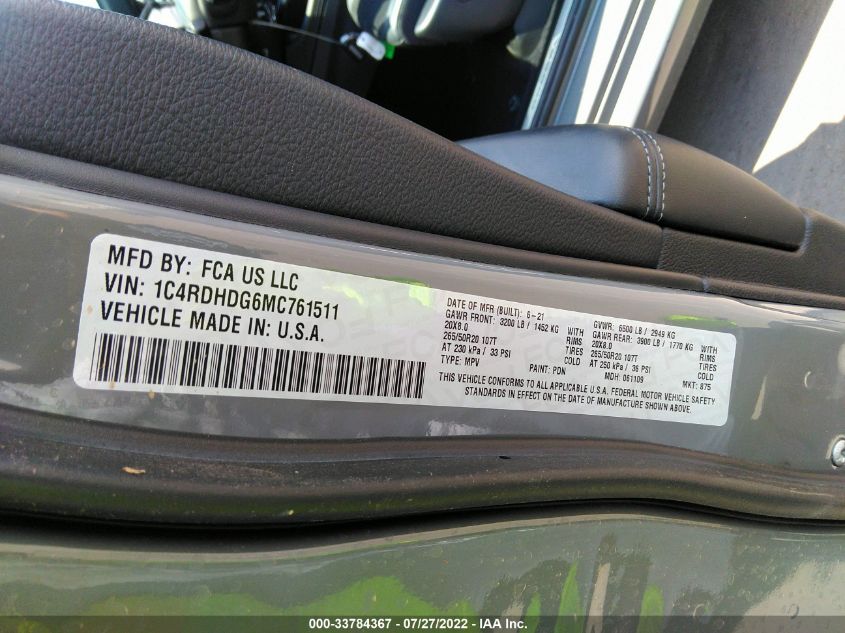 MFD BY: FCA US LLC
VIN: 1C4RDHDG6MC761511
VEHICLE MADE IN: U.S.A.
DATE OF MFR (BUILT): 6-21
GAWR FRONT: 3200 LB / 1452 KG WITH
20X8.0 RIMS
265/50R20 107T TIRES
AT 230 kPa / 33 PSI COLD
TYPE: MPV PAINT: PDN
GVWR: 6500 LB / 2949 KG
GAWR REAR: 3900 LB / 1770 KG WITH
20X8.0 RIMS
265/50R20 107T TIRES
AT 250 kPa / 36 PSI COLD
MDH: 061109 MKT: 875
THIS VEHICLE CONFORMS TO ALL APPLICABLE U.S.A. FEDERAL MOTOR VEHICLE SAFETY
STANDARDS IN EFFECT ON THE DATE OF MANUFACTURE SHOWN ABOVE.
000-33784367 / 07/27/2022 - IAA Inc.